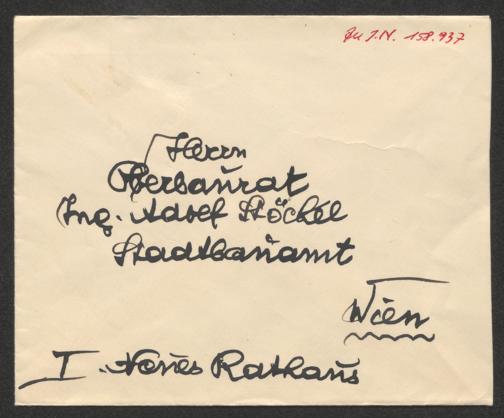 Zu I.N. 158.937
Herrn
Oberbaurat
Ing. Adolf Stöckl
Stadtbauamt
Wien
I. Neues Rathaus